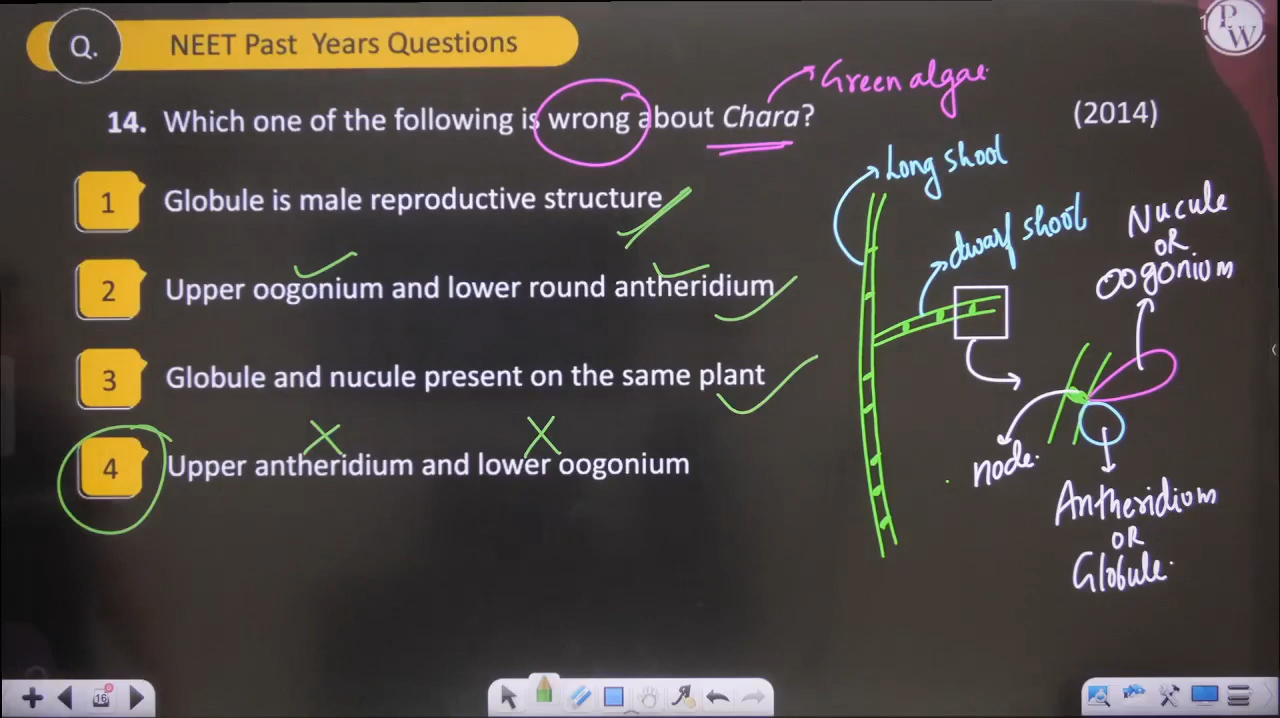 Q.
NEET Past Years Questions
PW
14. Which one of the following is wrong about Chara?
(2014)
Green algae
1
Globule is male reproductive structure
2
Upper oogonium and lower round antheridium
3
Globule and nucule present on the same plant
4
Upper antheridium and lower oogonium
Long shoot
dwarf shoot
Nucule
OR
oogonium
node.
Antheridium
OR
Globule.
16